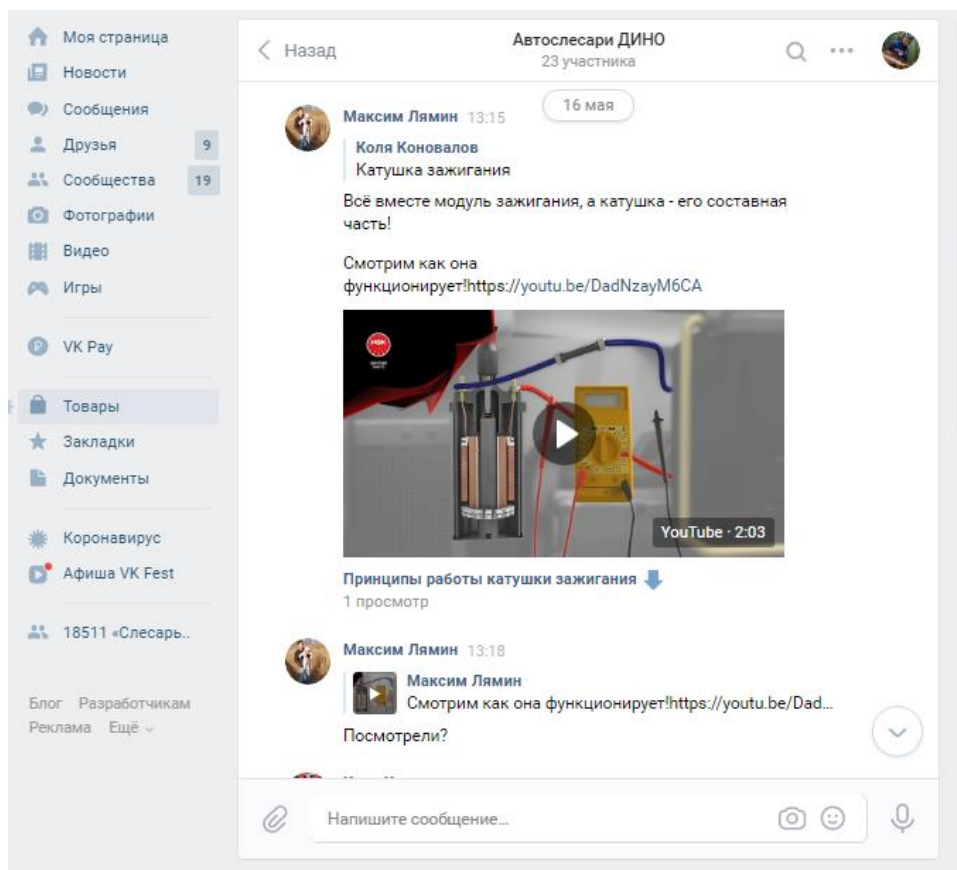 Моя страница
Новости
Сообщения
Друзья 9
Сообщества 19
Фотографии
Видео
Игры
VK Pay
Товары
Закладки
Документы
Коронавирус
Афиша VK Fest
18511 «Слесарь..
Блог Разработчикам
Реклама Ещё
Назад
Автослесари ДИНО
23 участника
16 мая
Максим Лямин 13:15
Коля Коновалов
Катушка зажигания
Всё вместе модуль зажигания, а катушка - его составная
часть!
Смотрим как она
функционирует!https://youtu.be/DadNzayM6CA
NGK
YouTube · 2:03
Принципы работы катушки зажигания
1 просмотр
Максим Лямин 13:18
Максим Лямин
Смотрим как она функционирует!https://youtu.be/Dad...
Посмотрели?
Напишите сообщение...